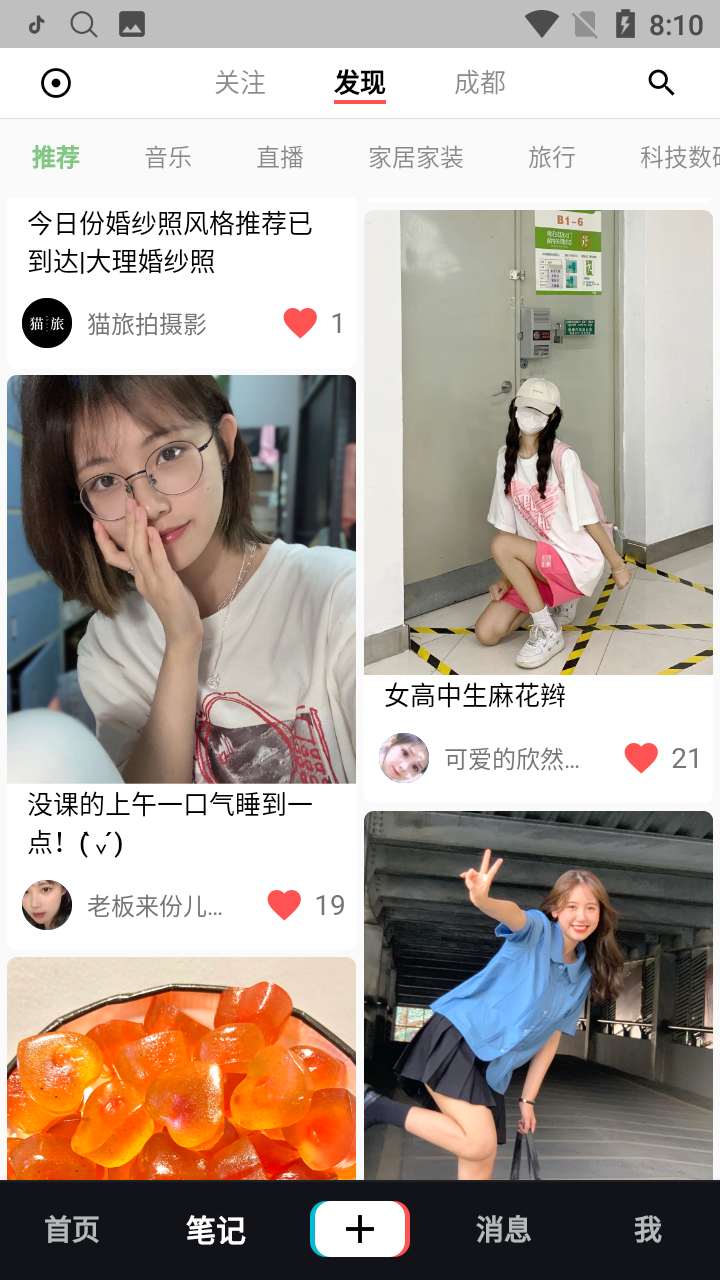 8:10
关注 发现 成都
推荐 音乐 直播 家居家装 旅行 科技数码
今日份婚纱照风格推荐已
到达|大理婚纱照
猫 旅
猫旅拍摄影 1
B1-6
女高中生麻花辫
可爱的欣然... 21
没课的上午一口气睡到一
点！(ˊ̌ˇ̀)
老板来份儿... 19
首页 笔记 消息 我